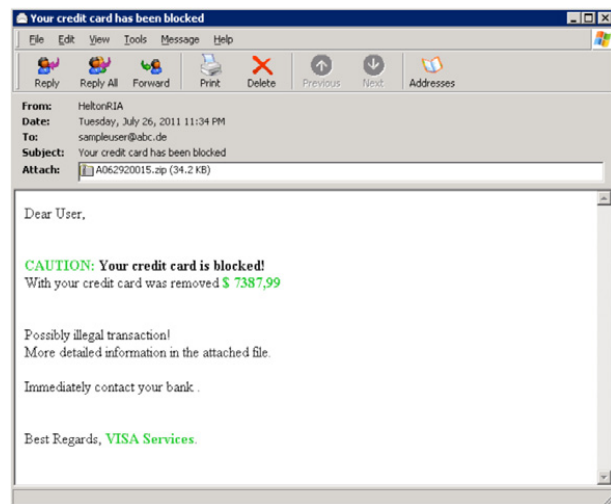 Your credit card has been blocked
File Edit View Tools Message Help
Reply Reply All Forward Print Delete Previous Next Addresses
From: HeltonRIA
Date: Tuesday, July 26, 2011 11:34 PM
To: sampleuser@abc.de
Subject: Your credit card has been blocked
Attach: A062920015.zip (34.2 KB)
Dear User,
CAUTION: Your credit card is blocked!
With your credit card was removed $ 7387,99
Possibly illegal transaction!
More detailed information in the attached file.
Immediately contact your bank .
Best Regards, VISA Services.